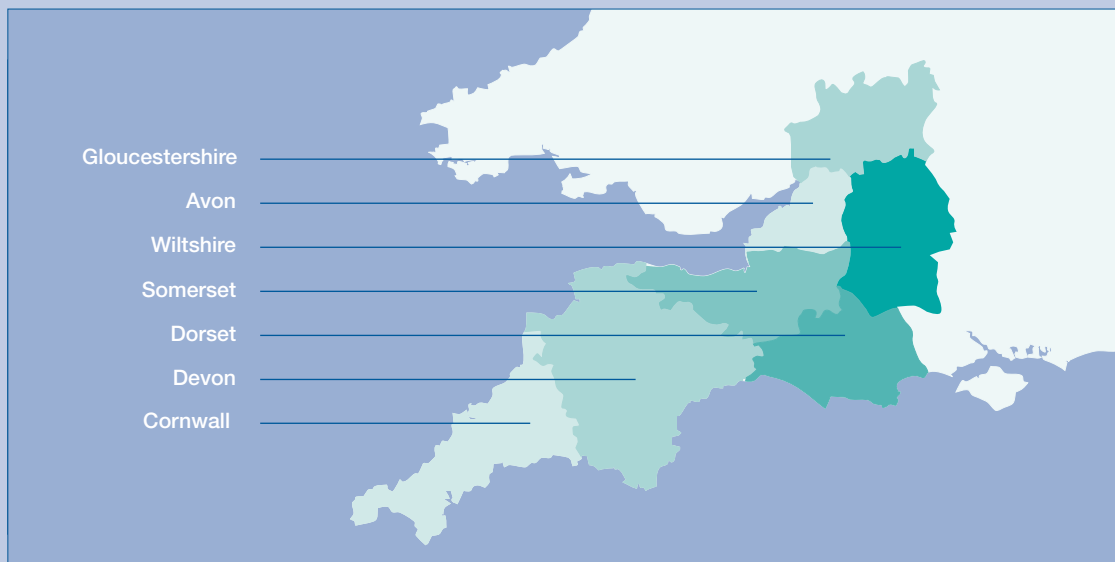 Gloucestershire
Avon
Wiltshire
Somerset
Dorset
Devon
Cornwall